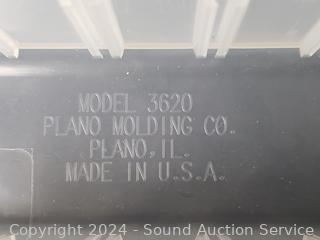 MODEL 3620
PLANO MOLDING CO.
PLANO, IL.
MADE IN U.S.A.
Copyright 2024 - Sound Auction Service